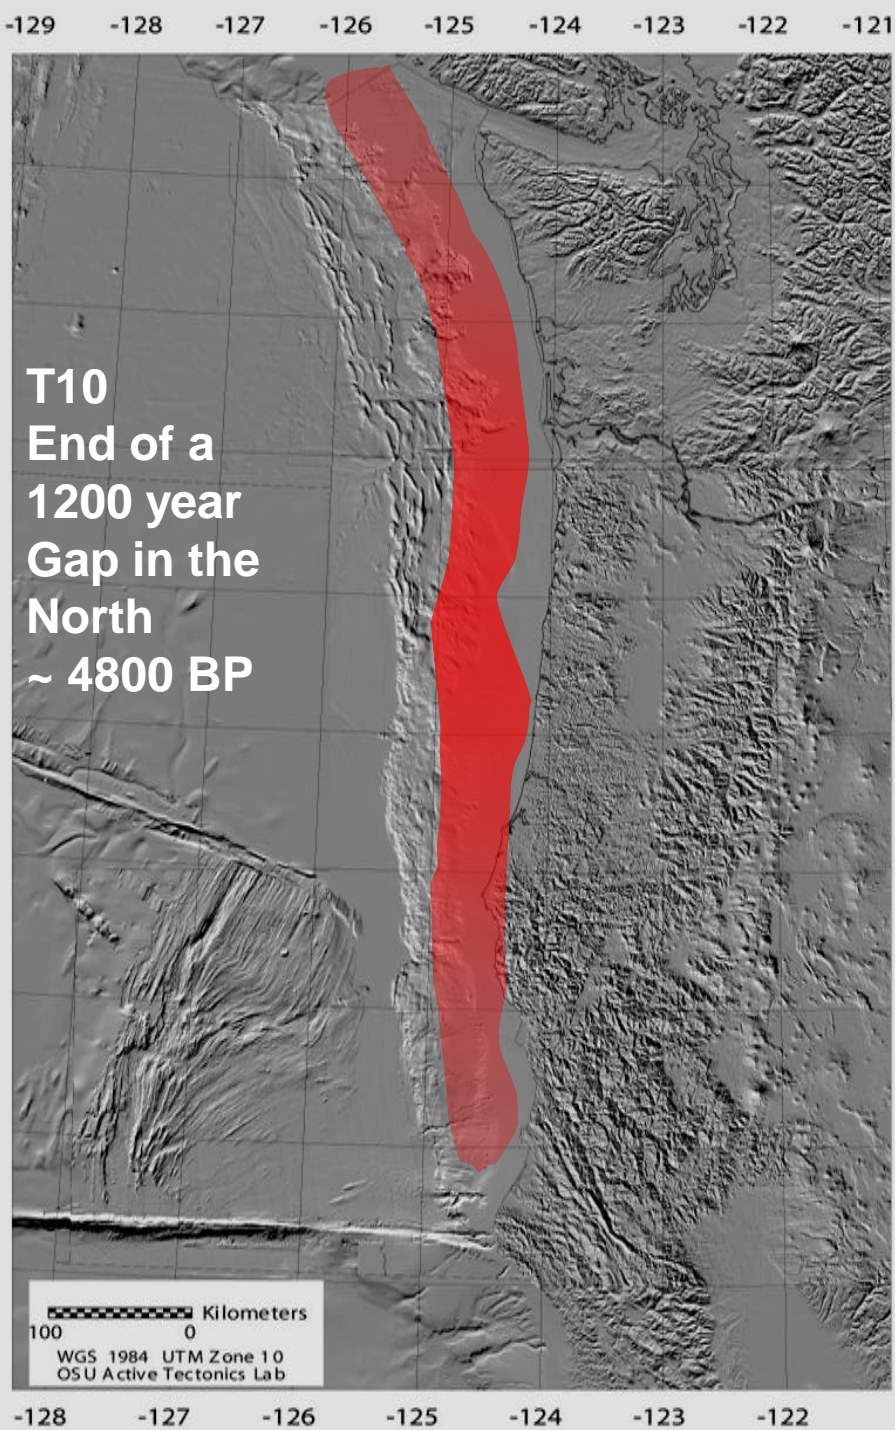 -129 -128 -127 -126 -125 -124 -123 -122 -121
T10
End of a
1200 year
Gap in the
North
~ 4800 BP
Kilometers
100 0
WGS 1984 UTM Zone 10
OSU Active Tectonics Lab
-128 -127 -126 -125 -124 -123 -122